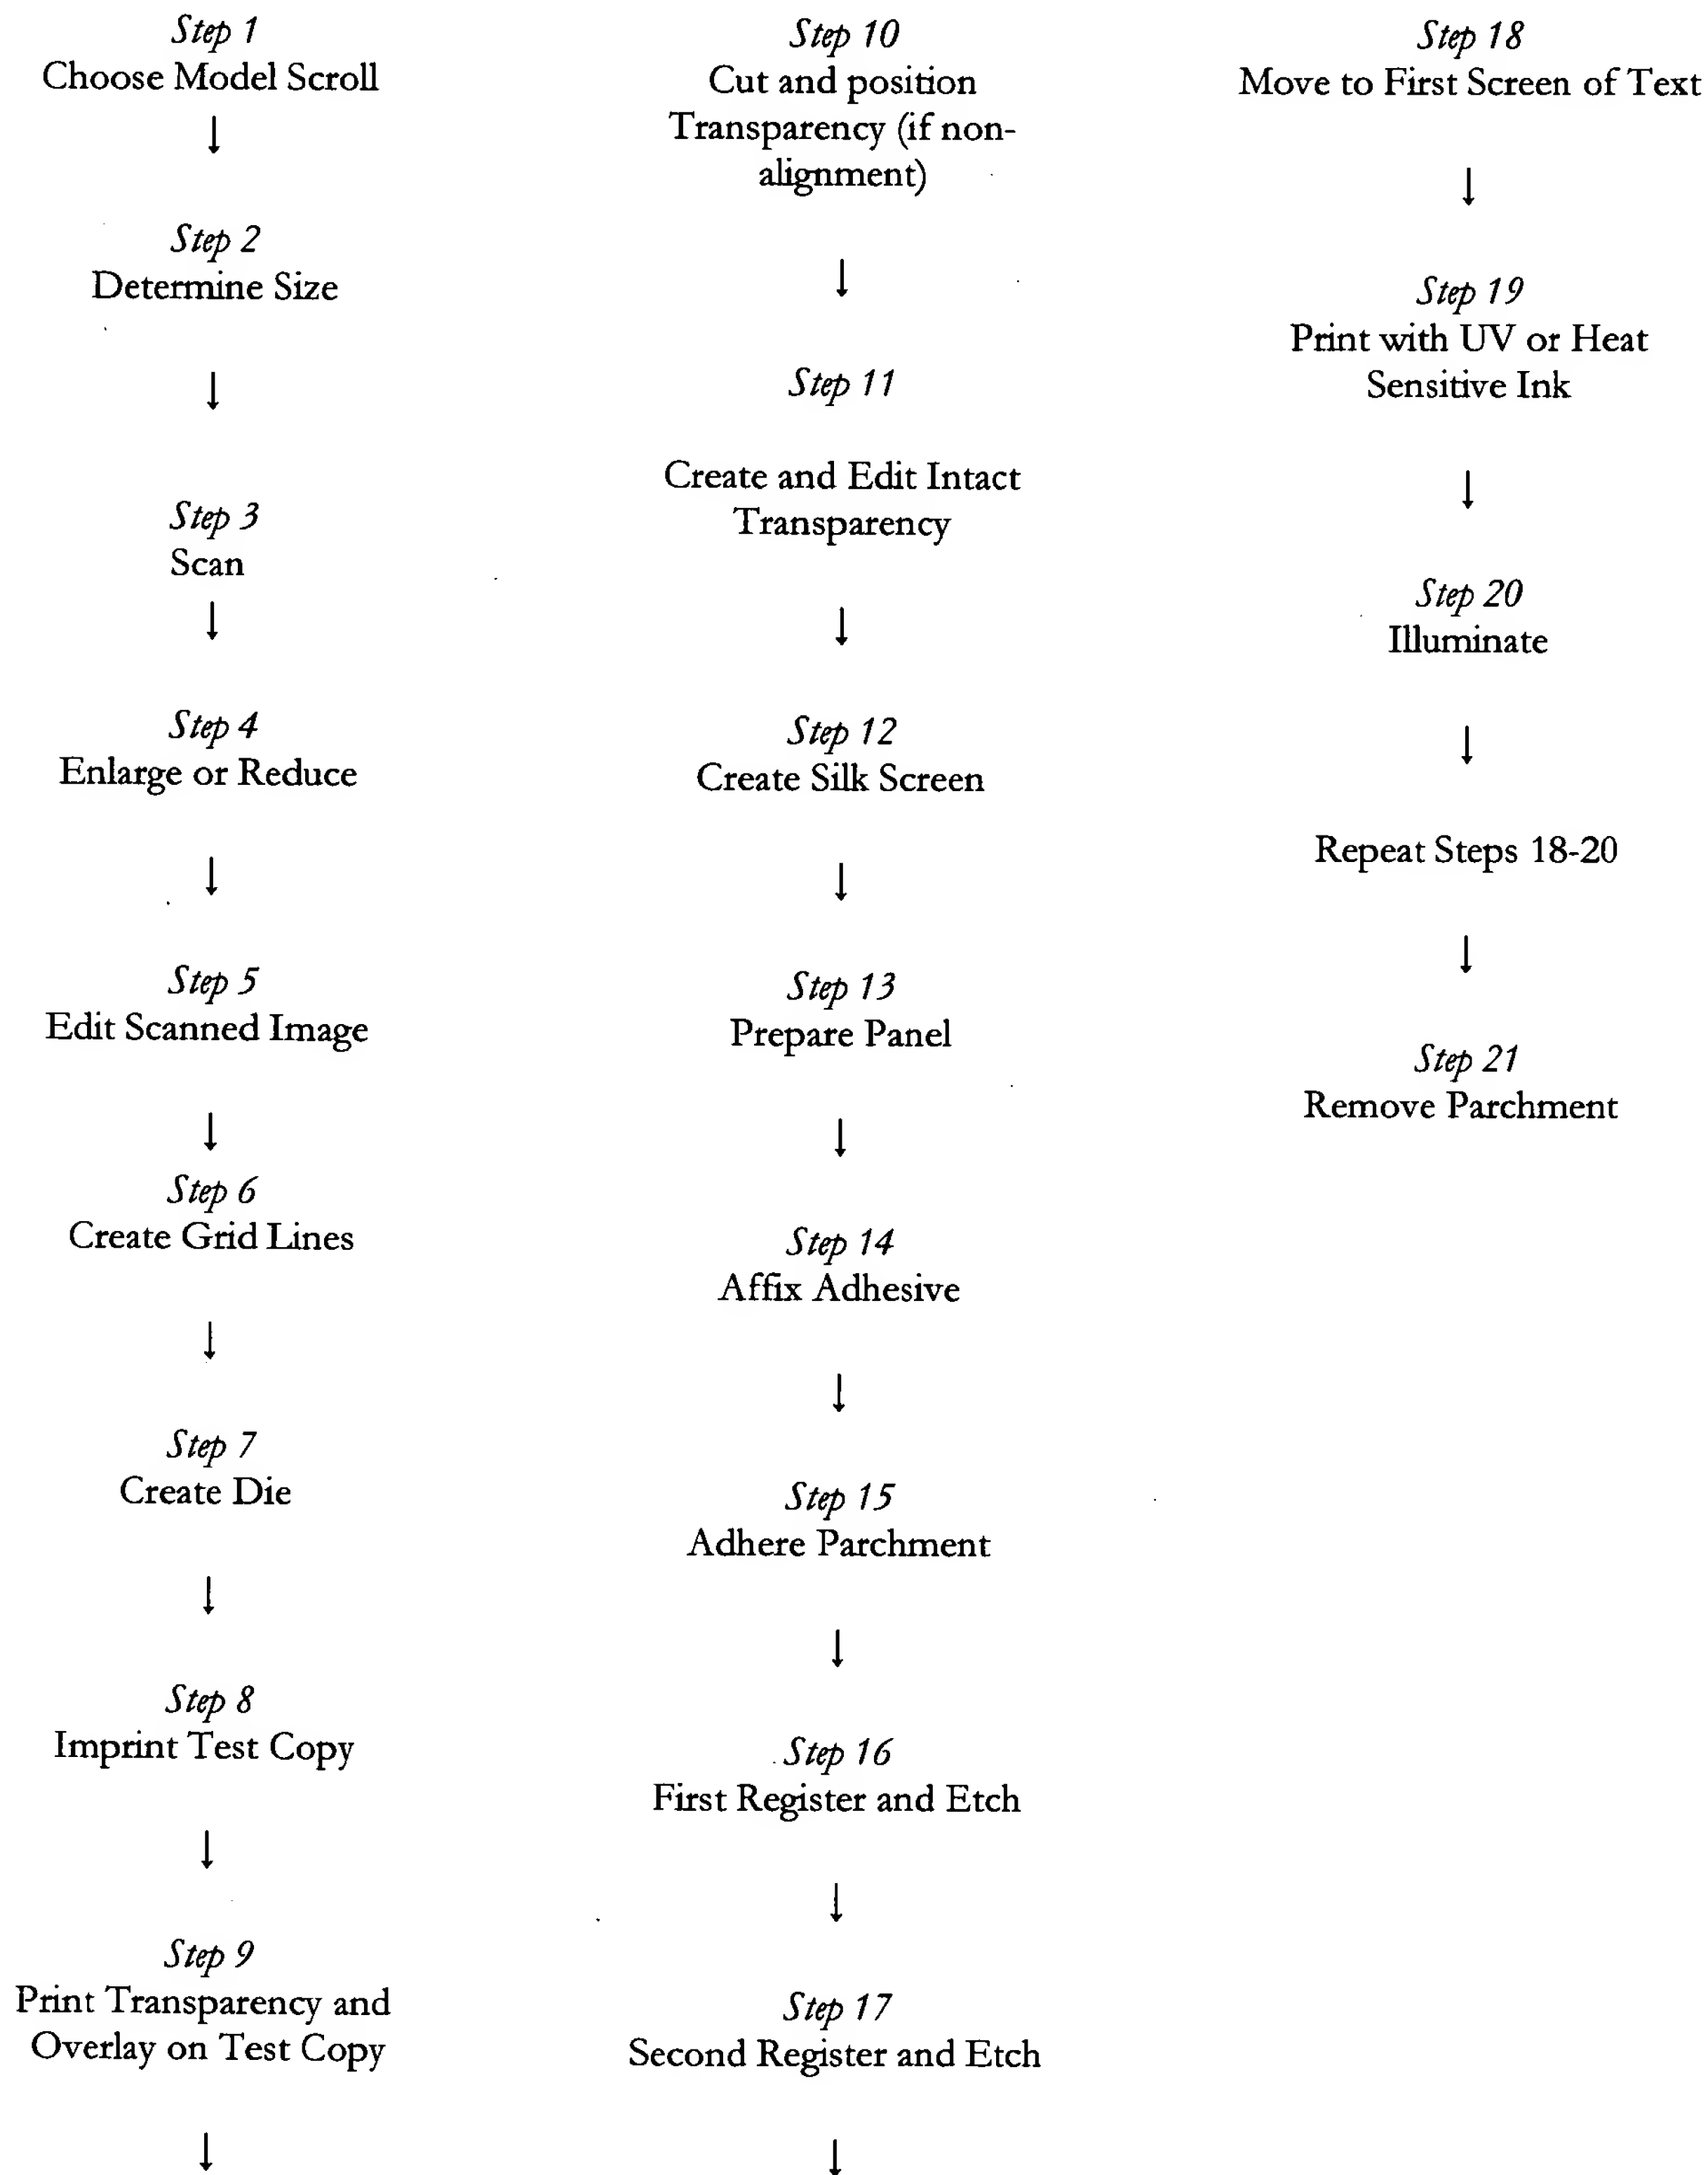 Step 1
Choose Model Scroll
↓
Step 2
Determine Size
↓
Step 3
Scan
↓
Step 4
Enlarge or Reduce
↓
Step 5
Edit Scanned Image
↓
Step 6
Create Grid Lines
↓
Step 7
Create Die
↓
Step 8
Imprint Test Copy
↓
Step 9
Print Transparency and
Overlay on Test Copy
↓
Step 10
Cut and position
Transparency (if non-
alignment)
↓
Step 11
Create and Edit Intact
Transparency
↓
Step 12
Create Silk Screen
↓
Step 13
Prepare Panel
↓
Step 14
Affix Adhesive
↓
Step 15
Adhere Parchment
↓
Step 16
First Register and Etch
↓
Step 17
Second Register and Etch
↓
Step 18
Move to First Screen of Text
↓
Step 19
Print with UV or Heat
Sensitive Ink
↓
Step 20
Illuminate
↓
Repeat Steps 18-20
↓
Step 21
Remove Parchment